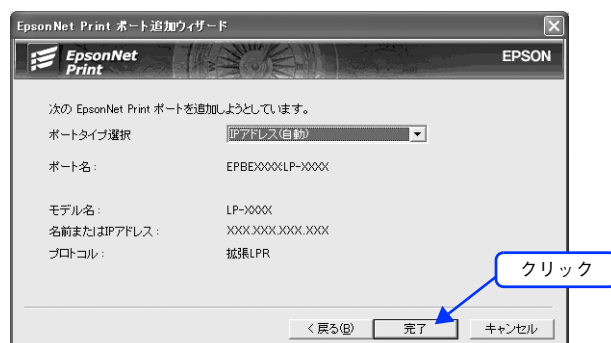 EpsonNet Print ポート追加ウィザード
EpsonNet
Print
EPSON
次の EpsonNet Print ポートを追加しようとしています。
ポートタイプ選択 IPアドレス(自動)
ポート名: EPBEXXXX:LP-XXXX
モデル名: LP-XXXX
名前またはIPアドレス: XXX.XXX.XXX.XXX
プロトコル: 拡張LPR
クリック
< 戻る(B) 完了 キャンセル